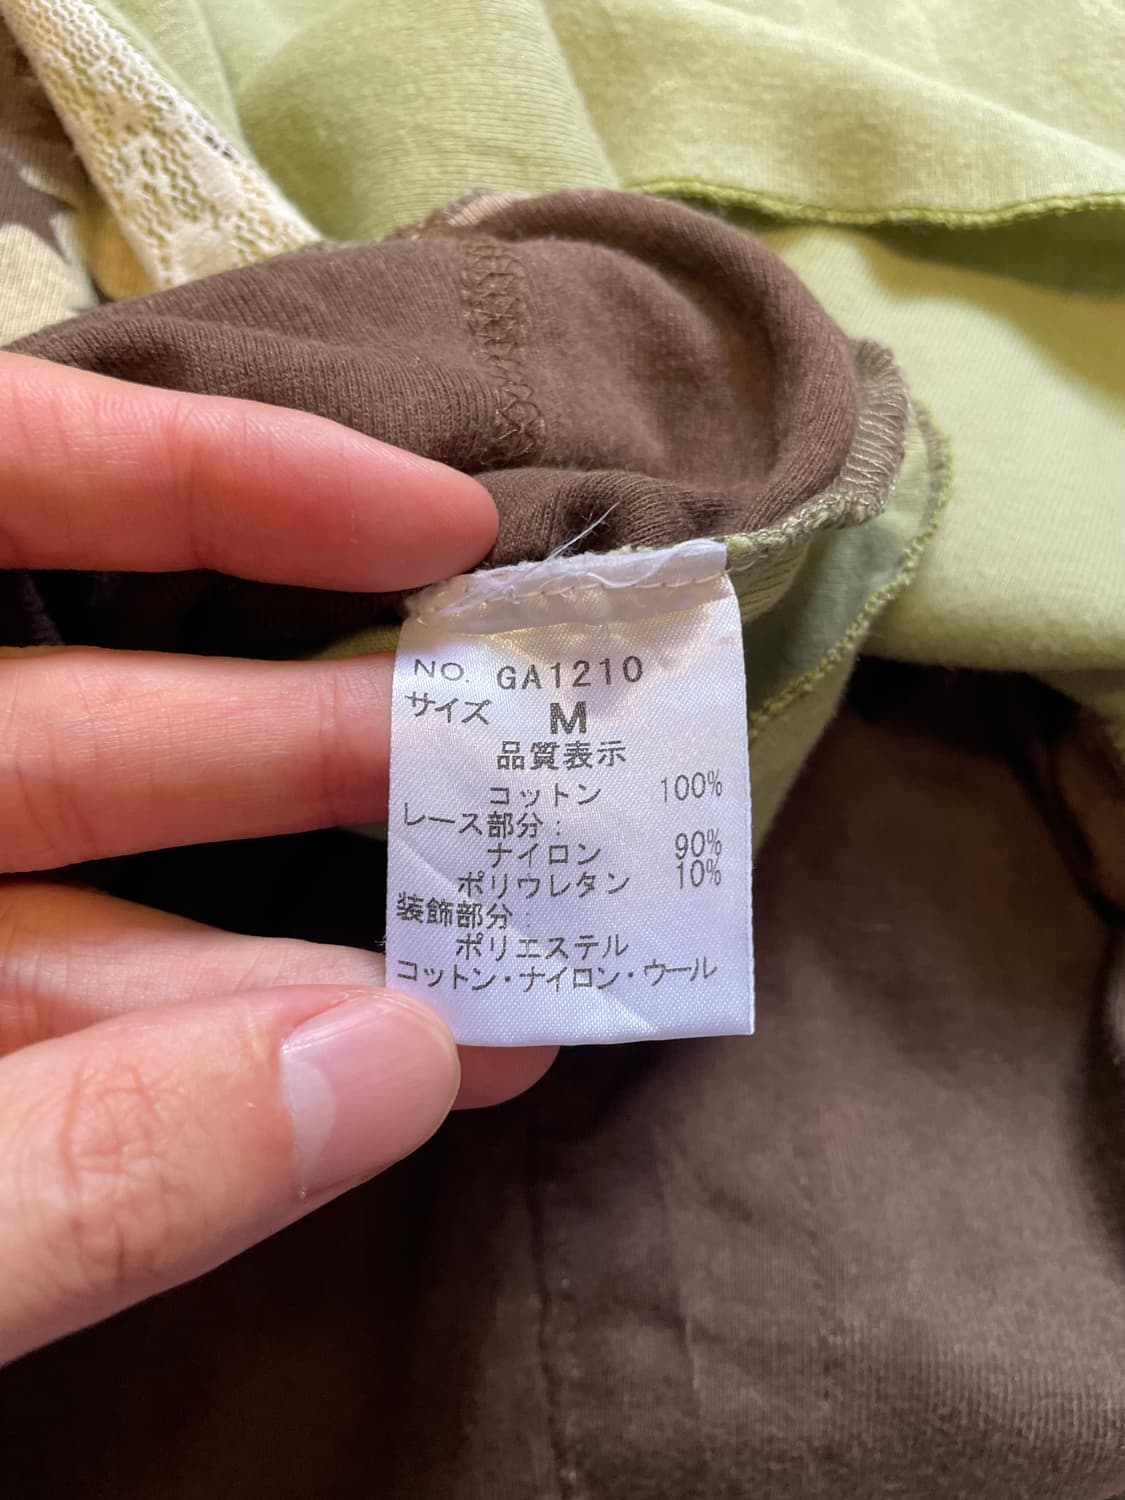 NO. GA1210
サイズ M
品質表示
コットン 100%
レース部分:
ナイロン 90%
ポリウレタン 10%
装飾部分:
ポリエステル
コットン・ナイロン・ウール